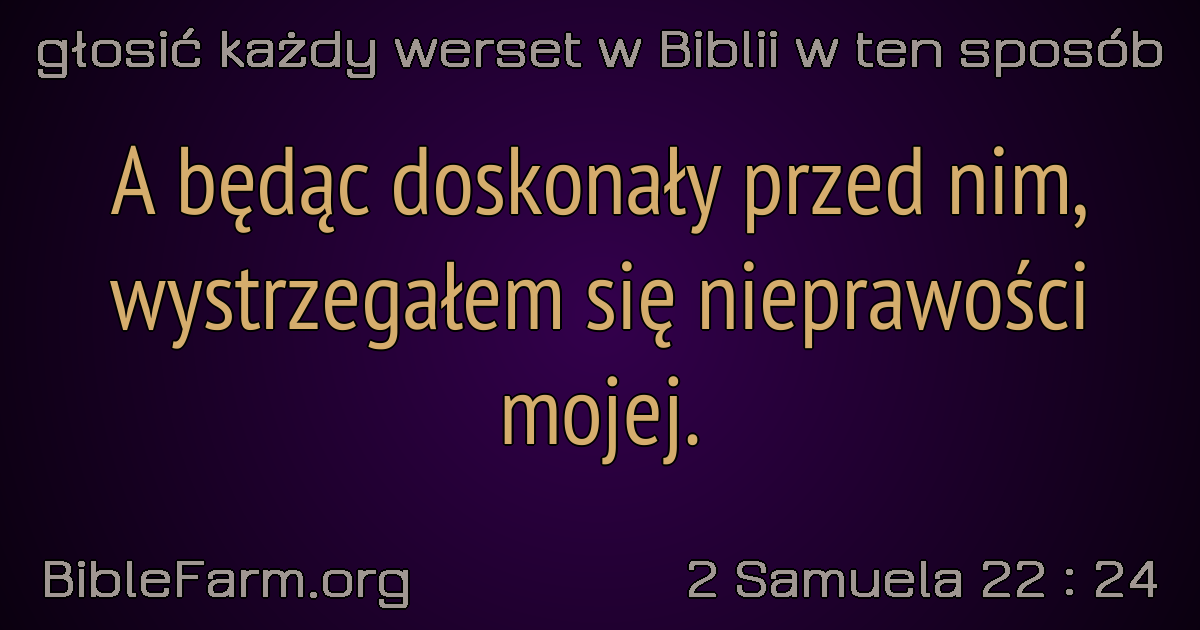 głosić każdy werset w Biblii w ten sposób
A będąc doskonały przed nim,
wystrzegałem się nieprawości
mojej.
BibleFarm.org
2 Samuela 22 : 24